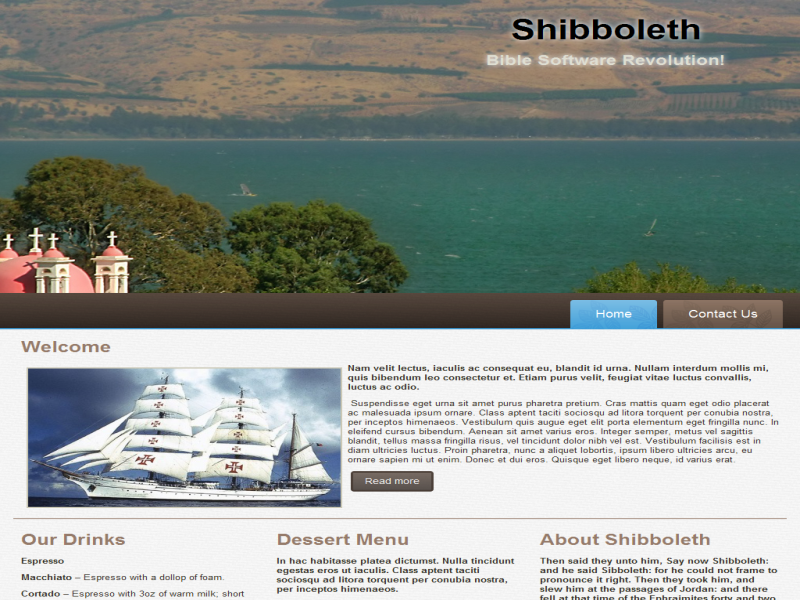 Shibboleth
Bible Software Revolution!
Home
Contact Us
Welcome
Nam velit lectus, iaculis ac consequat eu, blandit id urna. Nullam interdum mollis mi,
quis bibendum leo consectetur et. Etiam purus velit, feugiat vitae luctus convallis,
luctus ac odio.
Suspendisse eget urna sit amet purus pharetra pretium. Cras mattis quam eget odio placerat
ac malesuada ipsum ornare. Class aptent taciti sociosqu ad litora torquent per conubia nostra,
per inceptos himenaeos. Vestibulum quis augue eget elit porta elementum eget fringilla nunc. In
eleifend cursus bibendum. Aenean sit amet varius eros. Integer semper, metus vel sagittis
blandit, tellus massa fringilla risus, vel tincidunt dolor nibh vel est. Vestibulum facilisis est in
diam ultricies luctus. Proin pharetra, nunc a aliquet lobortis, ipsum libero ultricies arcu, eu
ornare sapien mi ut enim. Donec et dui eros. Quisque eget libero neque, id varius erat.
Read more
Our Drinks
Espresso
Macchiato – Espresso with a dollop of foam.
Cortado – Espresso with 3oz of warm milk; short
Dessert Menu
In hac habitasse platea dictumst. Nulla tincidunt
egestas eros ut iaculis. Class aptent taciti
sociosqu ad litora torquent per conubia nostra,
per inceptos himenaeos.
About Shibboleth
Then said they unto him, Say now Shibboleth:
and he said Sibboleth: for he could not frame to
pronounce it right. Then they took him, and
slew him at the passages of Jordan: and there
fell at that time of the Ephraimites forty and two